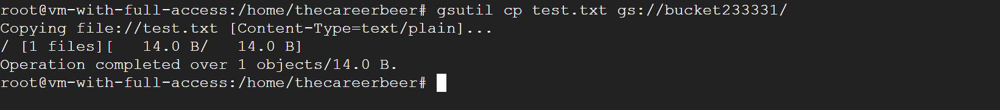 root@vm-with-full-access:/home/thecareerbeer# gsutil cp test.txt gs://bucket233331/
Copying file://test.txt [Content-Type=text/plain]...
/ [1 files][   14.0 B/   14.0 B]
Operation completed over 1 objects/14.0 B.
root@vm-with-full-access:/home/thecareerbeer#